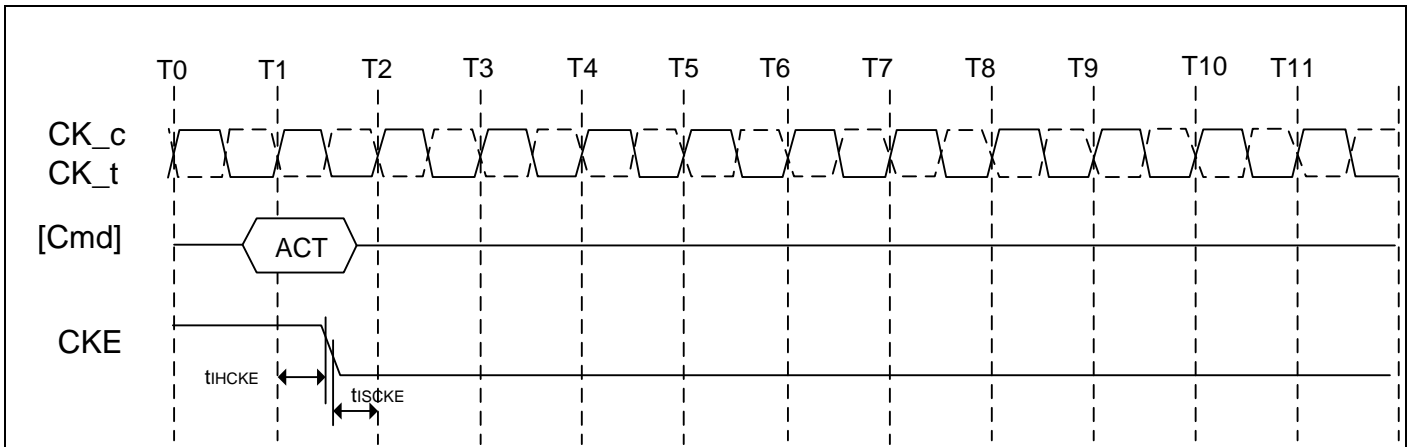 T0 T1 T2 T3 T4 T5 T6 T7 T8 T9 T10 T11
CK_c
CK_t
[Cmd] ACT
CKE
tIHCKE
tISCKE